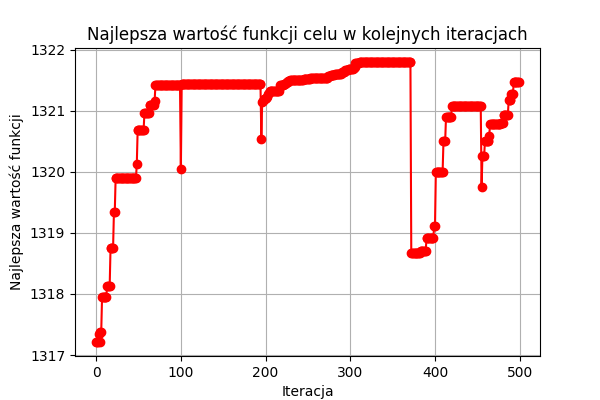 Najlepsza wartość funkcji celu w kolejnych iteracjach
Najlepsza wartość funkcji
1322
1321
1320
1319
1318
1317
0 100 200 300 400 500
Iteracja